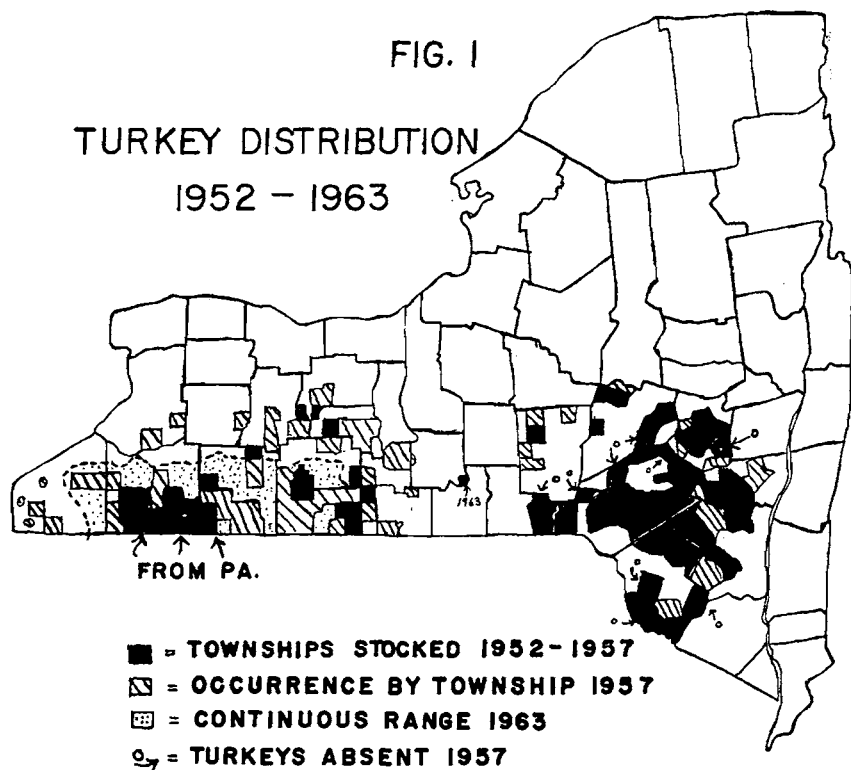 FIG. 1
TURKEY DISTRIBUTION
1952 – 1963
1963
FROM PA.
= TOWNSHIPS STOCKED 1952-1957
= OCCURRENCE BY TOWNSHIP 1957
= CONTINUOUS RANGE 1963
= TURKEYS ABSENT 1957